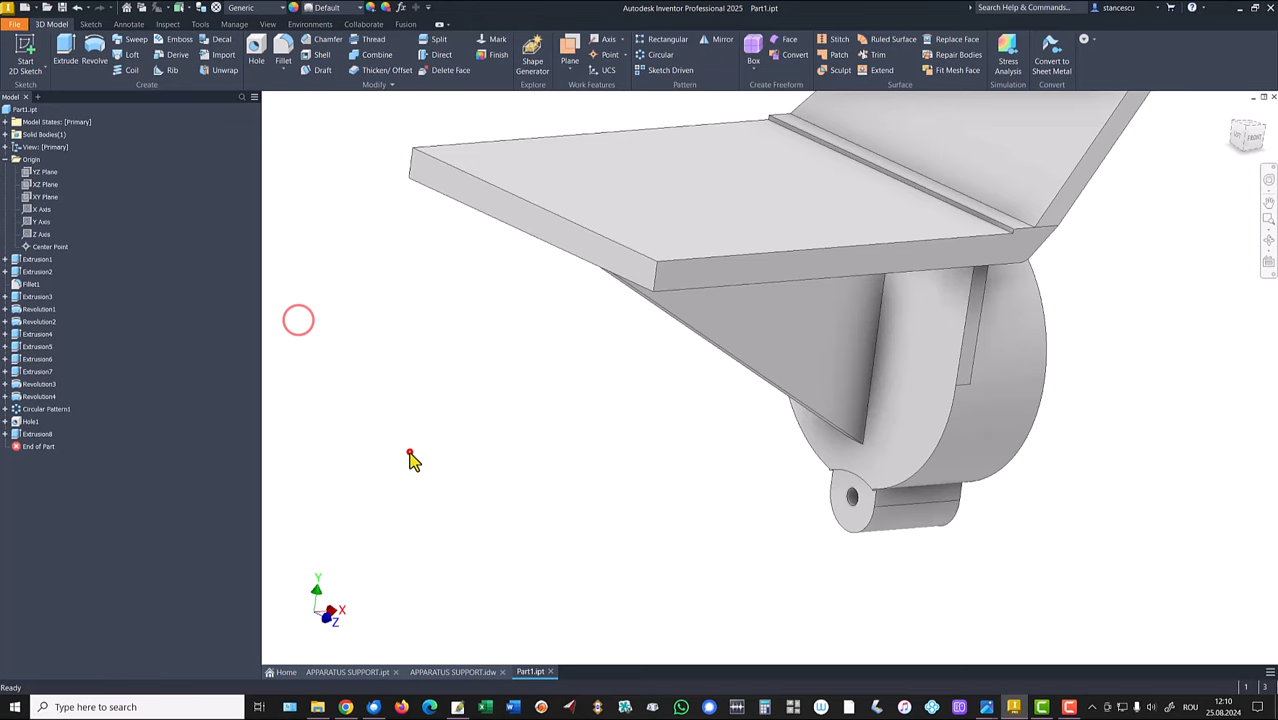 Generic
Default
Autodesk Inventor Professional 2025 Part1.ipt
Search Help & Commands...
stancescu
File
3D Model
Sketch
Annotate
Inspect
Tools
Manage
View
Environments
Collaborate
Fusion
Start
2D Sketch
Extrude
Revolve
Sweep
Emboss
Decal
Loft
Derive
Import
Coil
Rib
Unwrap
Hole
Fillet
Chamfer
Thread
Split
Mark
Shell
Combine
Direct
Finish
Draft
Thicken/ Offset
Delete Face
Shape
Generator
Plane
Axis
Point
UCS
Rectangular
Mirror
Circular
Sketch Driven
Box
Face
Convert
Stitch
Ruled Surface
Replace Face
Patch
Trim
Repair Bodies
Sculpt
Extend
Fit Mesh Face
Stress
Analysis
Convert to
Sheet Metal
Sketch
Create
Modify
Explore
Work Features
Pattern
Create Freeform
Surface
Simulation
Convert
Model
Part1.ipt
Model States: [Primary]
Solid Bodies(1)
View: [Primary]
Origin
YZ Plane
XZ Plane
XY Plane
X Axis
Y Axis
Z Axis
Center Point
Extrusion1
Extrusion2
Fillet1
Extrusion3
Revolution1
Revolution2
Extrusion4
Extrusion5
Extrusion6
Extrusion7
Revolution3
Revolution4
Circular Pattern1
Hole1
Extrusion8
End of Part
FRONT
Y
X
Z
Home
APPARATUS SUPPORT.ipt
APPARATUS SUPPORT.idw
Part1.ipt
Ready
1
3
Type here to search
ROU
12:10
25.08.2024